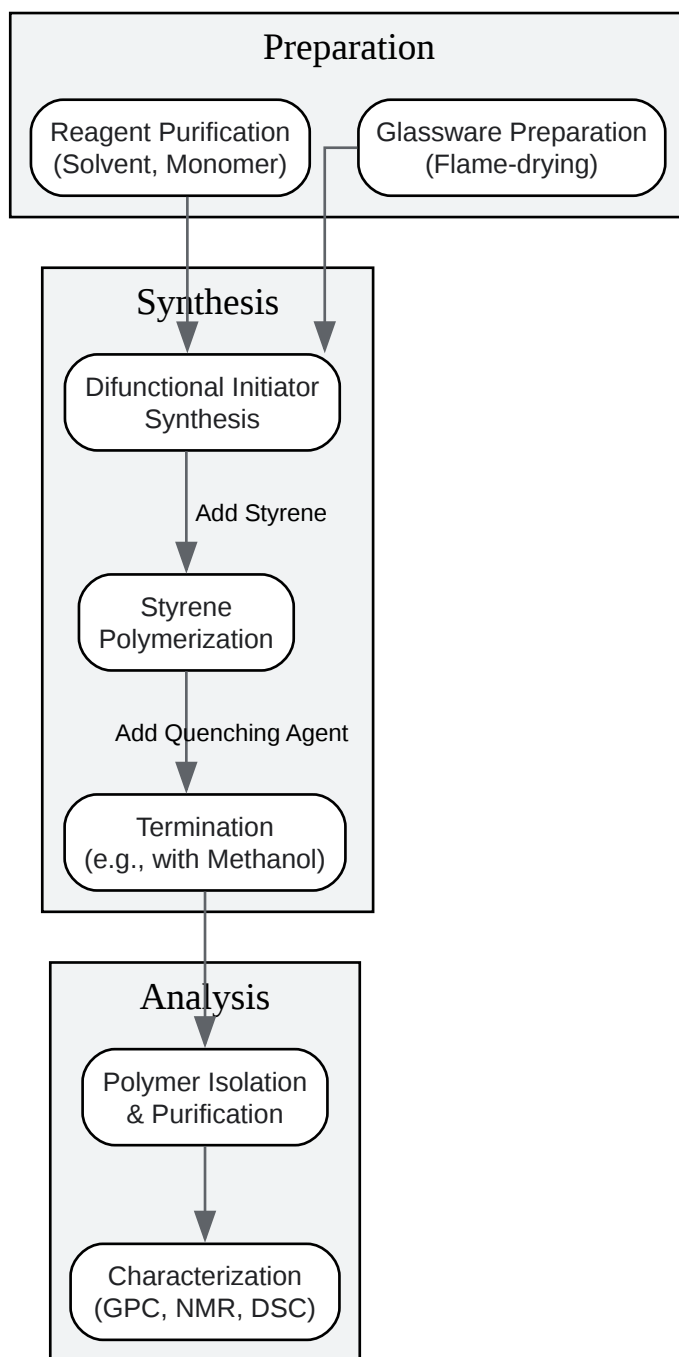 Preparation
Reagent Purification
(Solvent, Monomer)
Glassware Preparation
(Flame-drying)
Synthesis
Difunctional Initiator
Synthesis
Add Styrene
Styrene
Polymerization
Add Quenching Agent
Termination
(e.g., with Methanol)
Analysis
Polymer Isolation
& Purification
Characterization
(GPC, NMR, DSC)